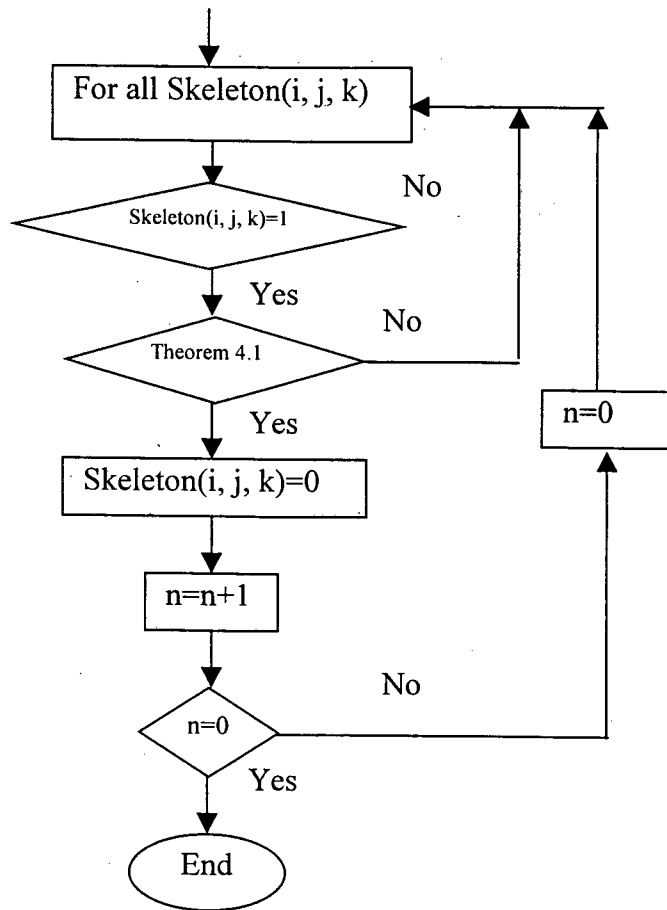 For all Skeleton(i, j, k)
No
Skeleton(i, j, k)=1
Yes
No
Theorem 4.1
n=0
Yes
Skeleton(i, j, k)=0
n=n+1
No
n=0
Yes
End